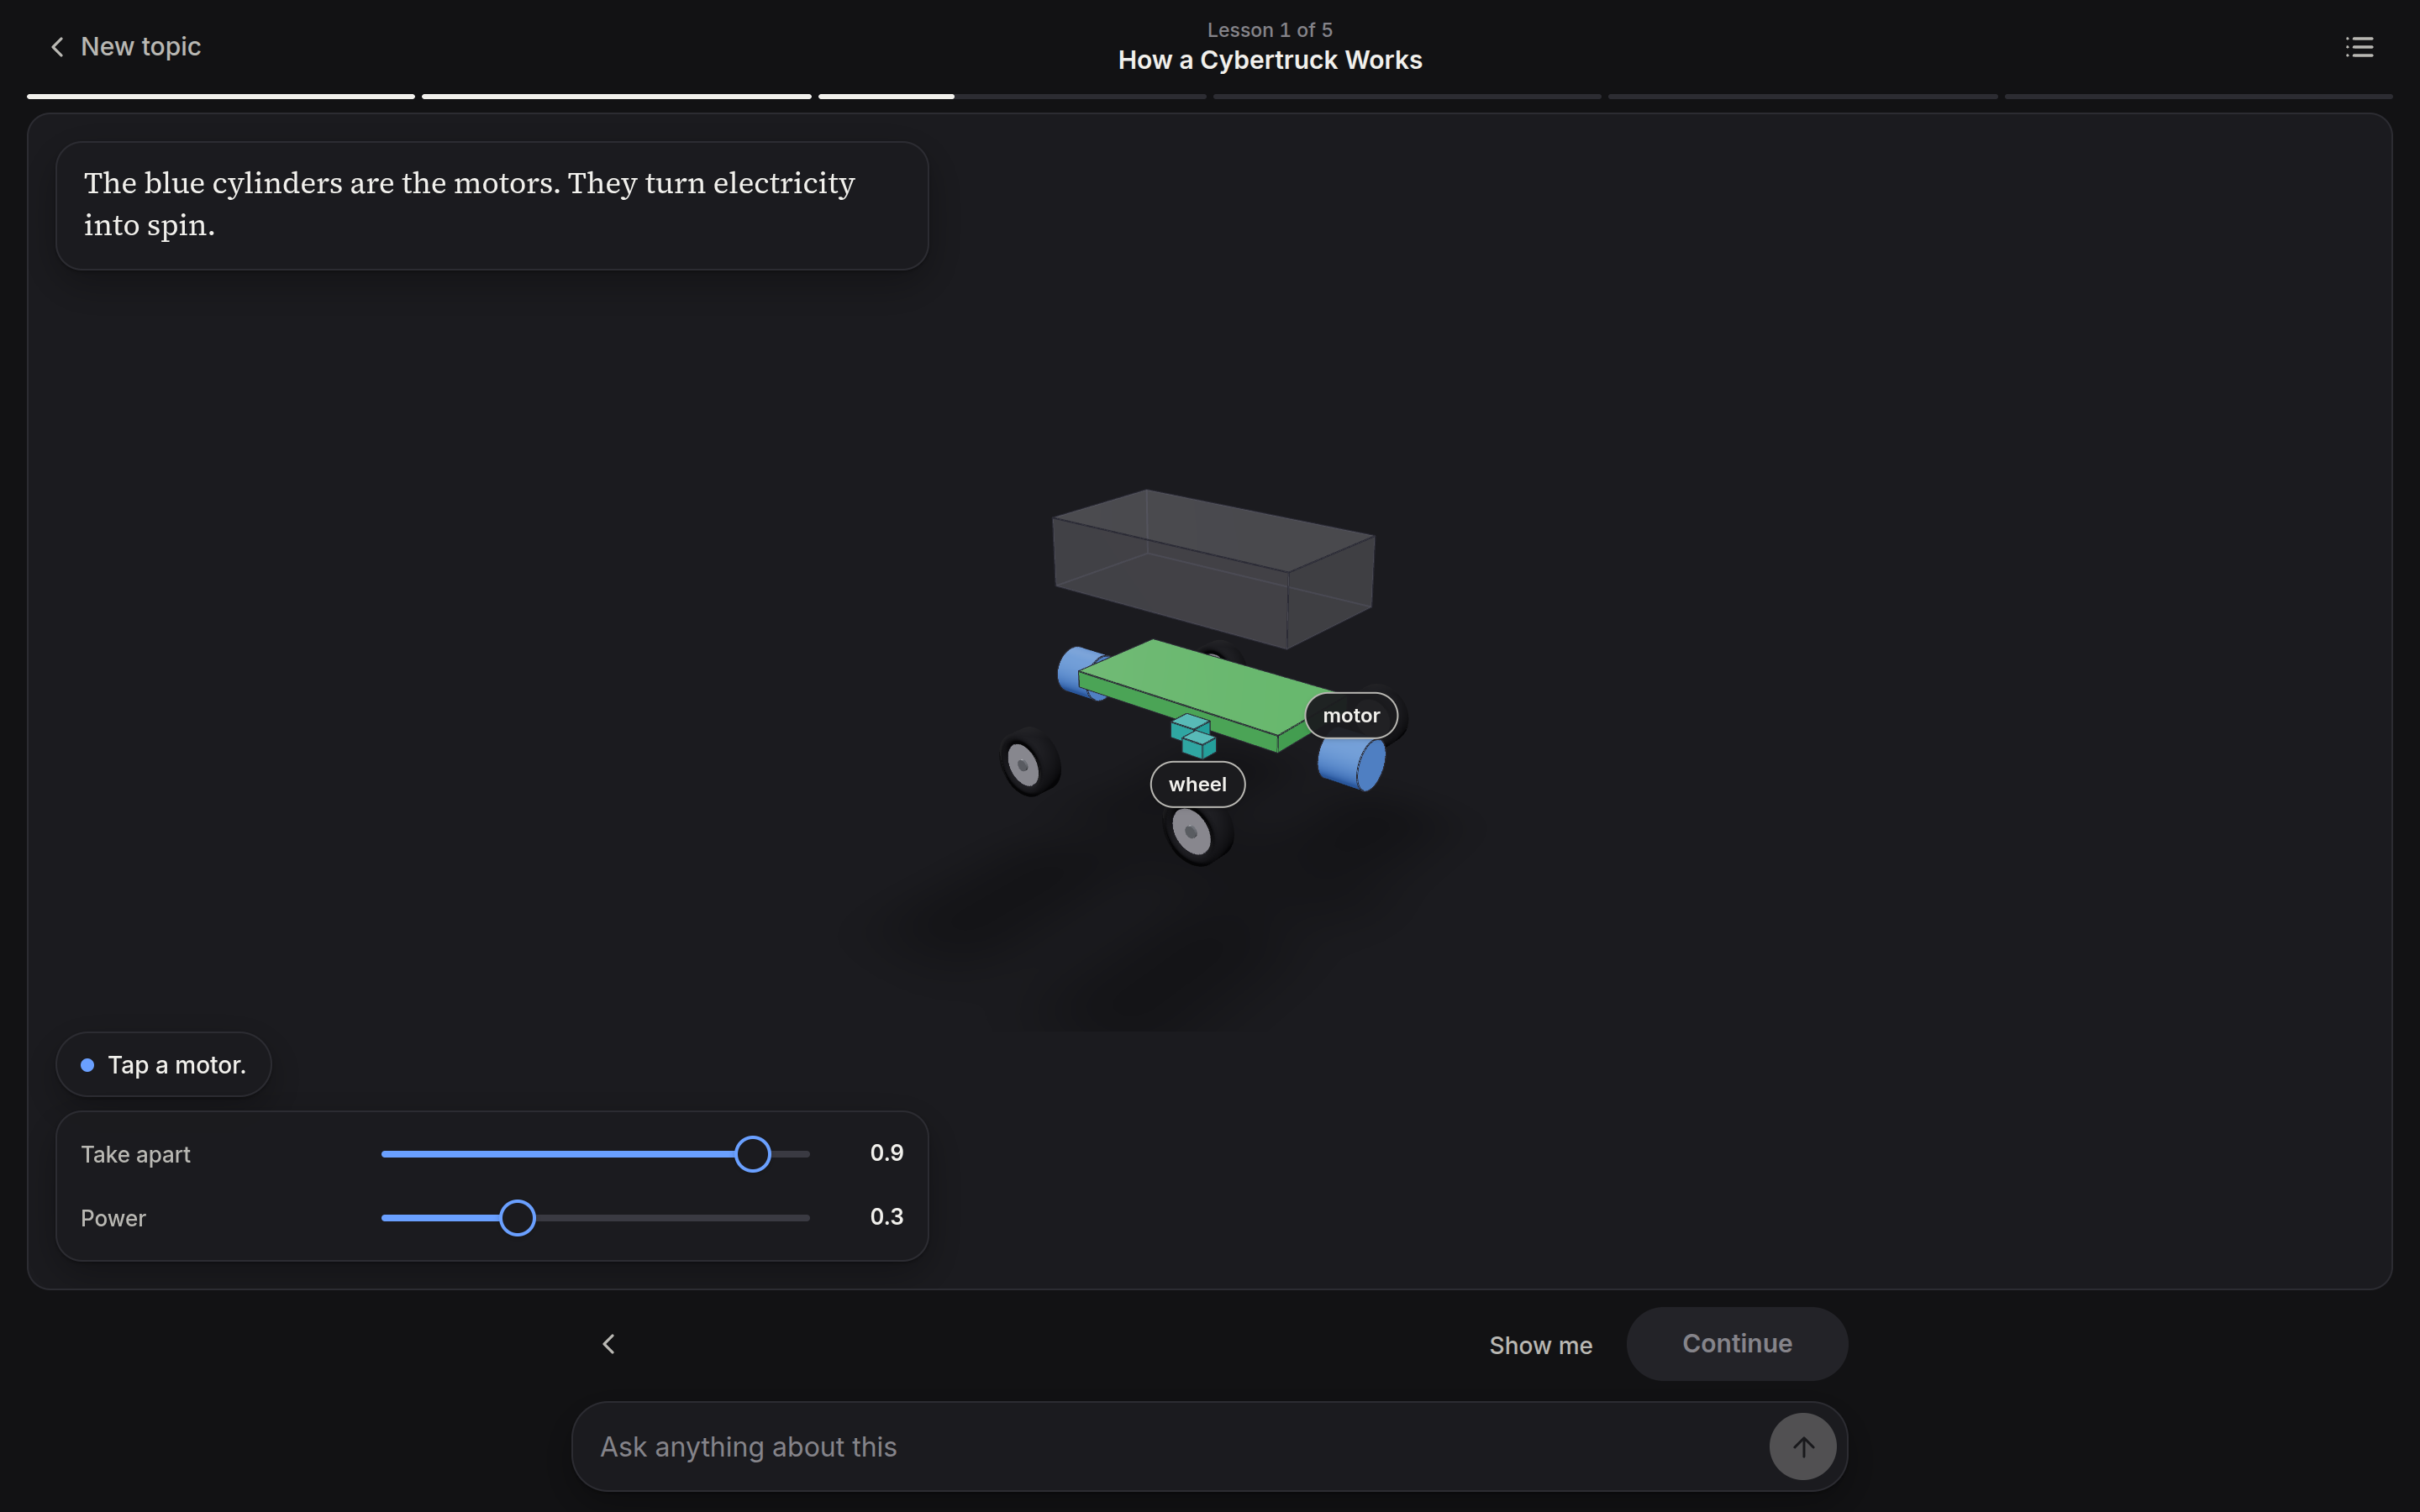 New topic
Lesson 1 of 5
How a Cybertruck Works
The blue cylinders are the motors. They turn electricity
into spin.
motor
wheel
Tap a motor.
Take apart
0.9
Power
0.3
Show me
Continue
Ask anything about this